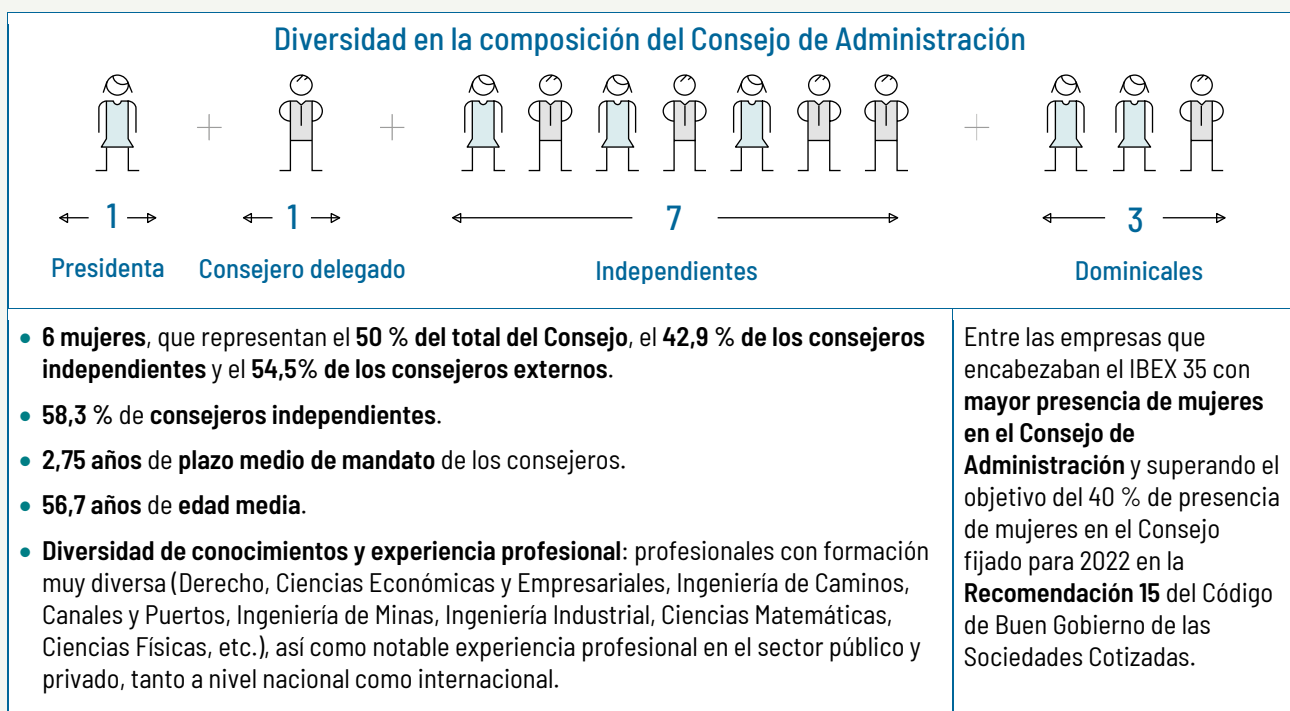 Diversidad en la composición del Consejo de Administración
+ + +
1 1 7 3
Presidenta Consejero delegado Independientes Dominicales
• 6 mujeres, que representan el 50 % del total del Consejo, el 42,9 % de los consejeros
independientes y el 54,5% de los consejeros externos.
• 58,3 % de consejeros independientes.
• 2,75 años de plazo medio de mandato de los consejeros.
• 56,7 años de edad media.
• Diversidad de conocimientos y experiencia profesional: profesionales con formación
muy diversa (Derecho, Ciencias Económicas y Empresariales, Ingeniería de Caminos,
Canales y Puertos, Ingeniería de Minas, Ingeniería Industrial, Ciencias Matemáticas,
Ciencias Físicas, etc.), así como notable experiencia profesional en el sector público y
privado, tanto a nivel nacional como internacional.
Entre las empresas que
encabezaban el IBEX 35 con
mayor presencia de mujeres
en el Consejo de
Administración y superando el
objetivo del 40 % de presencia
de mujeres en el Consejo
fijado para 2022 en la
Recomendación 15 del Código
de Buen Gobierno de las
Sociedades Cotizadas.